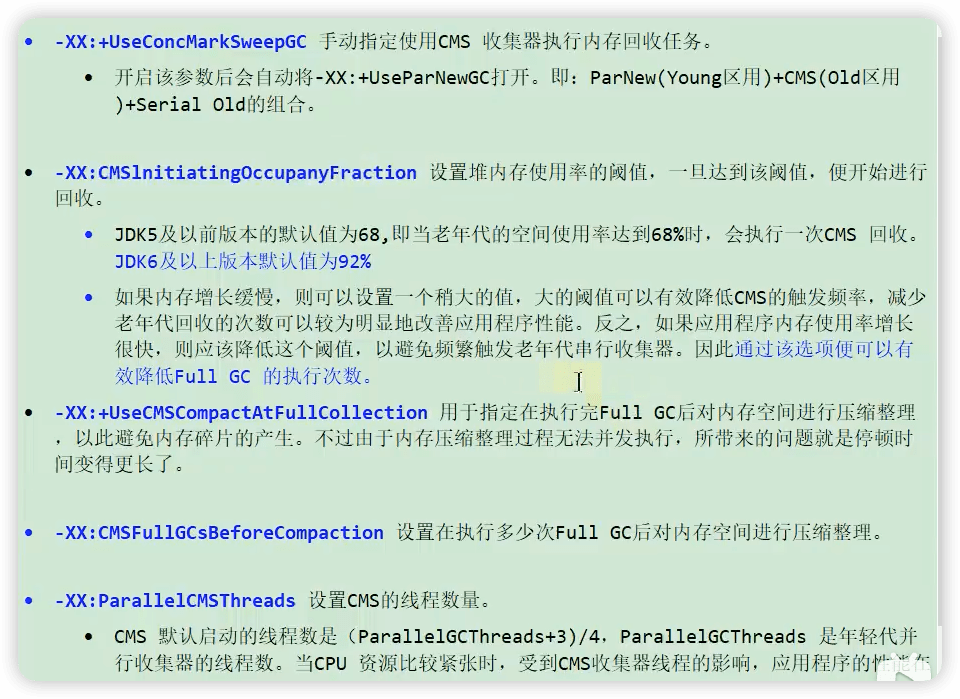 -XX:+UseConcMarkSweepGC 手动指定使用CMS 收集器执行内存回收任务。
开启该参数后会自动将-XX:+UseParNewGC打开。即：ParNew(Young区用)+CMS(Old区用
)+Serial Old的组合。
-XX:CMSlnitiatingOccupanyFraction 设置堆内存使用率的阈值，一旦达到该阈值，便开始进行
回收。
JDK5及以前版本的默认值为68,即当老年代的空间使用率达到68%时，会执行一次CMS 回收。
JDK6及以上版本默认值为92%
如果内存增长缓慢，则可以设置一个稍大的值，大的阈值可以有效降低CMS的触发频率，减少
老年代回收的次数可以较为明显地改善应用程序性能。反之，如果应用程序内存使用率增长
很快，则应该降低这个阈值，以避免频繁触发老年代串行收集器。因此通过该选项便可以有
效降低Full GC 的执行次数。
-XX:+UseCMSCompactAtFullCollection 用于指定在执行完Full GC后对内存空间进行压缩整理
，以此避免内存碎片的产生。不过由于内存压缩整理过程无法并发执行，所带来的问题就是停顿时
间变得更长了。
-XX:CMSFullGCsBeforeCompaction 设置在执行多少次Full GC后对内存空间进行压缩整理。
-XX:ParallelCMSThreads 设置CMS的线程数量。
CMS 默认启动的线程数是（ParallelGCThreads+3)/4，ParallelGCThreads 是年轻代并
行收集器的线程数。当CPU 资源比较紧张时，受到CMS收集器线程的影响，应用程序的性能在